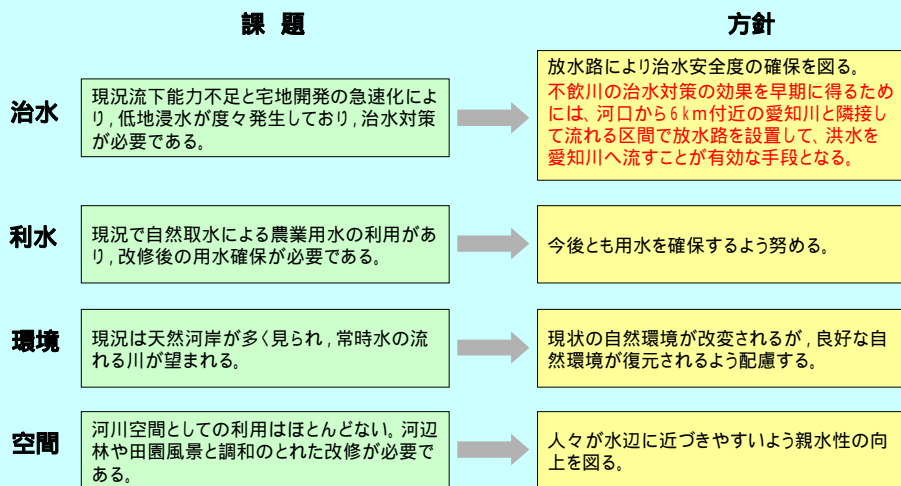 課 題
方針
治水
現況流下能力不足と宅地開発の急速化によ
り，低地浸水が度々発生しており，治水対策
が必要である。
放水路により治水安全度の確保を図る。
不飲川の治水対策の効果を早期に得るため
には、河口から6km付近の愛知川と隣接し
て流れる区間で放水路を設置して、洪水を
愛知川へ流すことが有効な手段となる。
利水
現況で自然取水による農業用水の利用があ
り，改修後の用水確保が必要である。
今後とも用水を確保するよう努める。
環境
現況は天然河岸が多く見られ，常時水の流
れる川が望まれる。
現状の自然環境が改変されるが，良好な自
然環境が復元されるよう配慮する。
空間
河川空間としての利用はほとんどない。河辺
林や田園風景と調和のとれた改修が必要で
ある。
人々が水辺に近づきやすいよう親水性の向
上を図る。